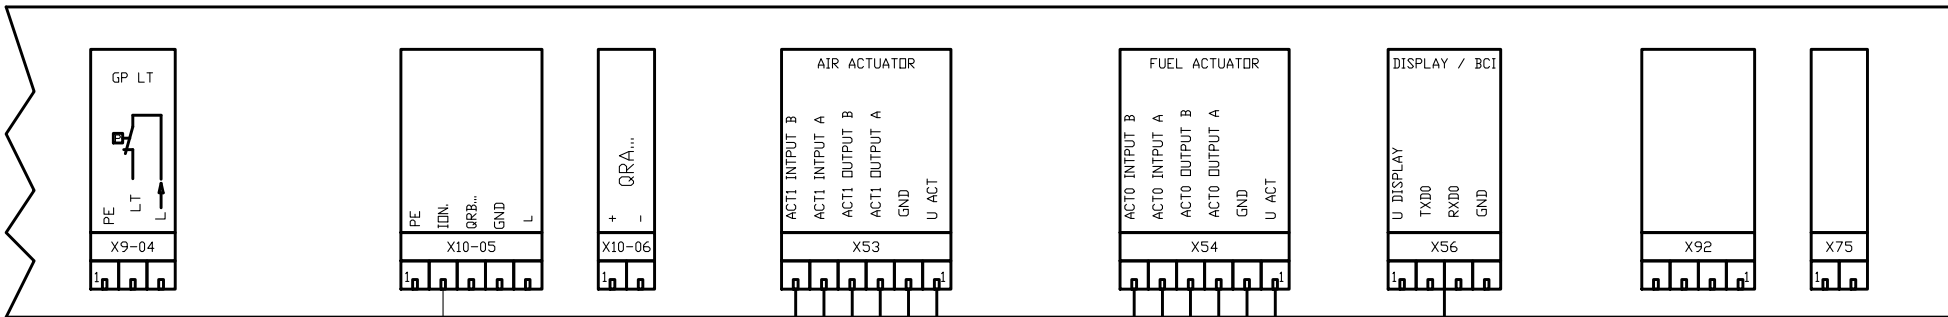 GP LT
PE
LT
L
X9-04
1
PE
ION.
QRB...
GND
L
X10-05
1
QRA...
+
-
X10-06
1
AIR ACTUATOR
ACT1 INTPUT B
ACT1 INTPUT A
ACT1 OUTPUT B
ACT1 OUTPUT A
GND
U ACT
X53
1
FUEL ACTUATOR
ACT0 INTPUT B
ACT0 INTPUT A
ACT0 OUTPUT B
ACT0 OUTPUT A
GND
U ACT
X54
1
DISPLAY / BCI
U DISPLAY
TXD0
RXD0
GND
X56
1
X92
1
X75
1